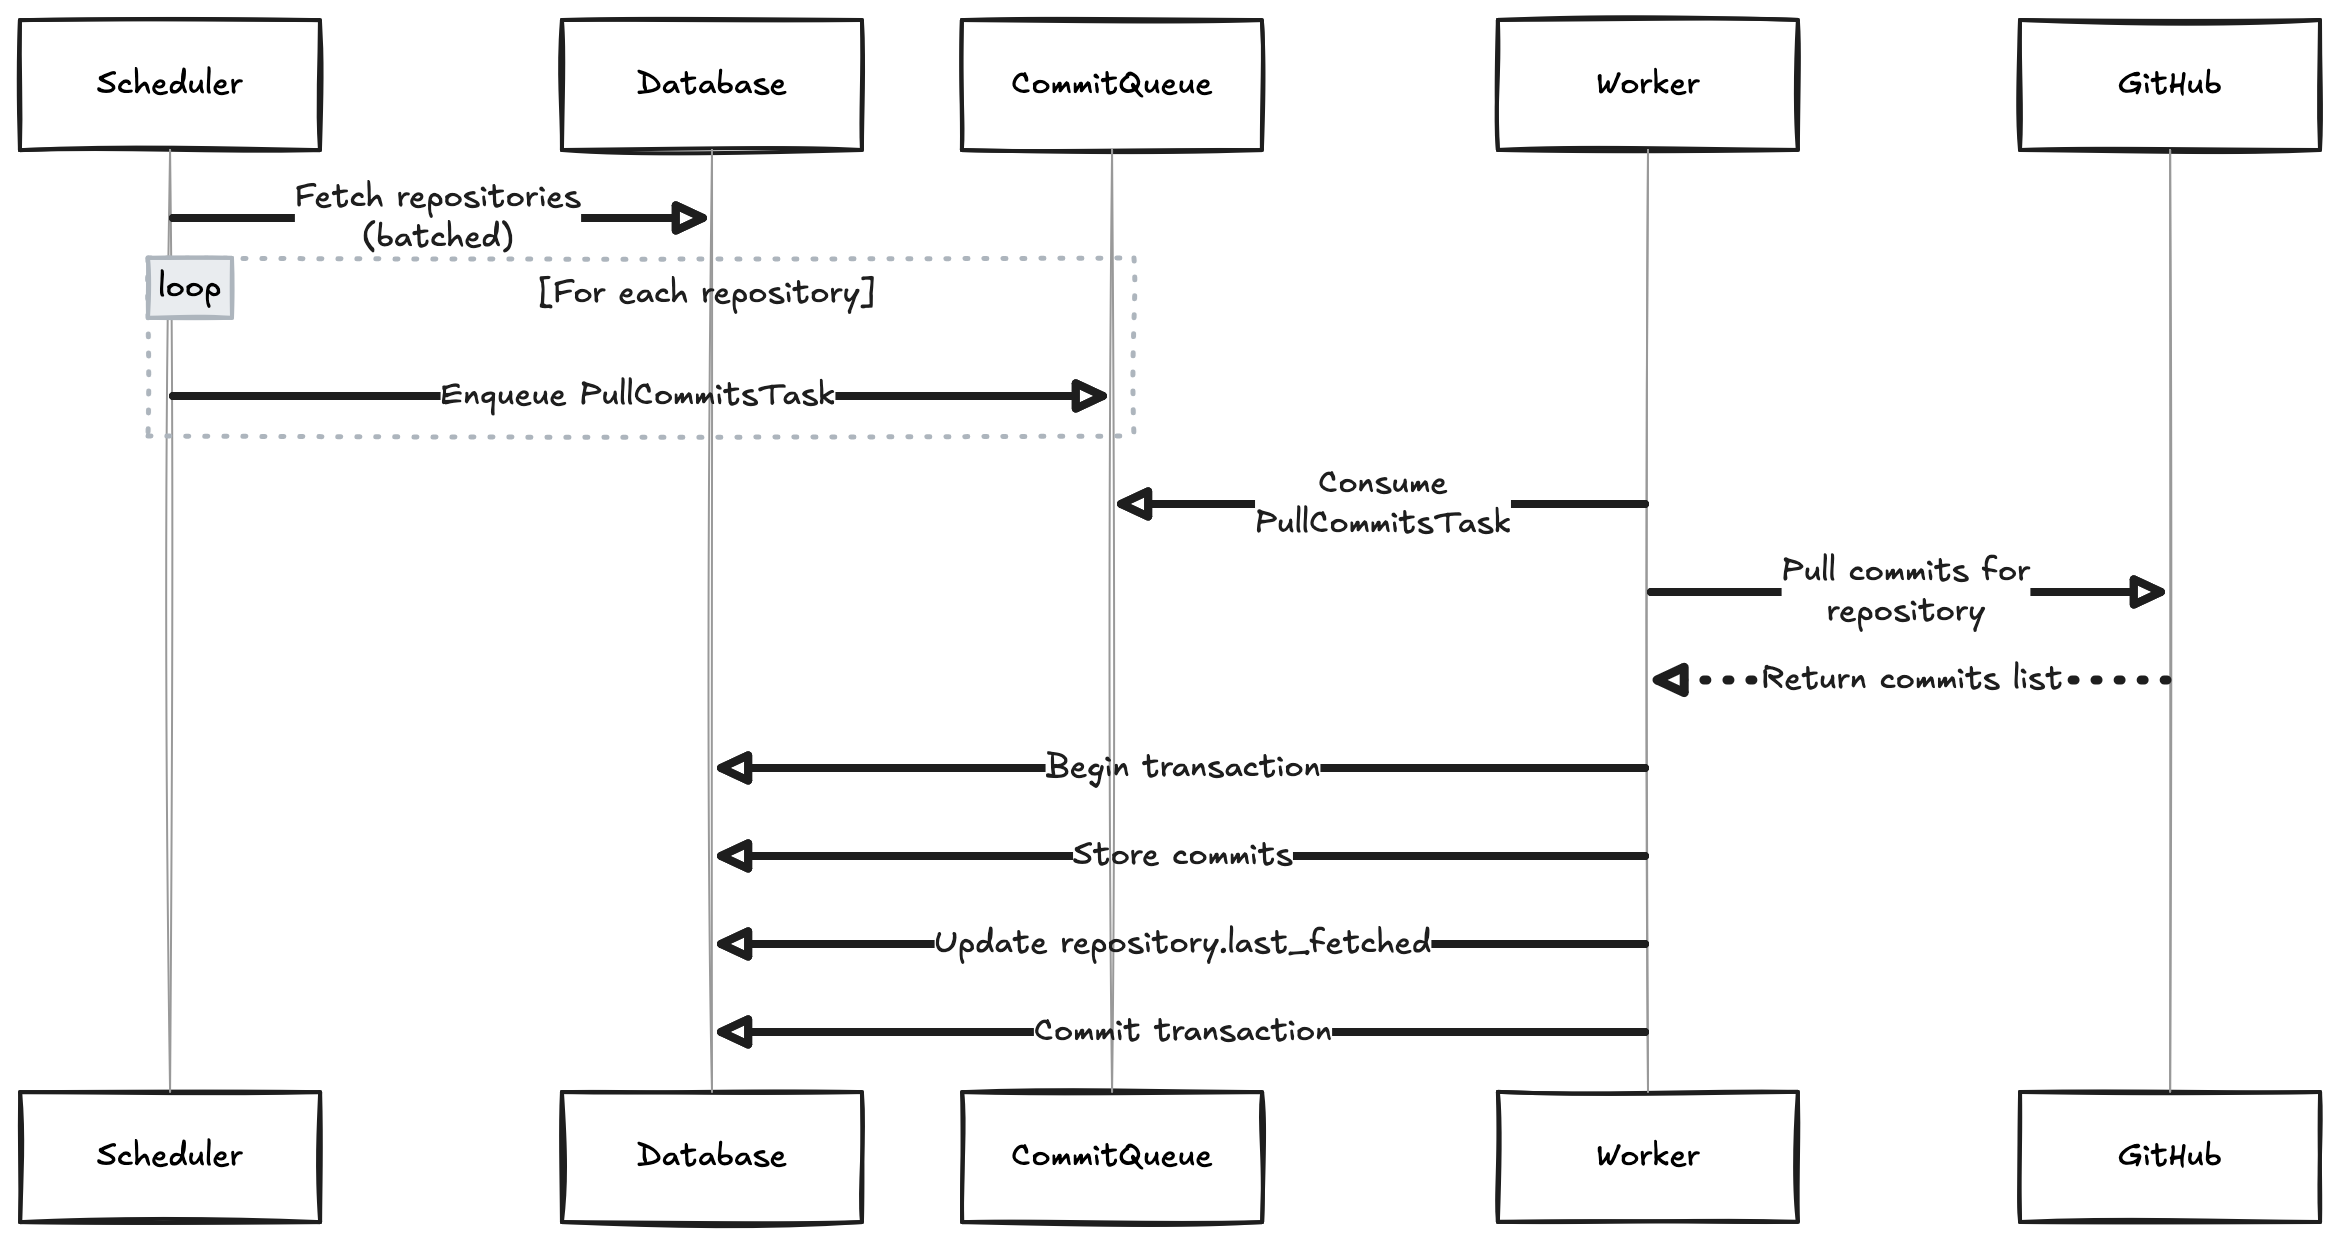 Scheduler
Database
CommitQueue
Worker
GitHub
Fetch repositories
(batched)
loop
[For each repository]
Enqueue PullCommitsTask
Consume
PullCommitsTask
Pull commits for
repository
Return commits list
Begin transaction
Store commits
Update repository.last_fetched
Commit transaction
Scheduler
Database
CommitQueue
Worker
GitHub